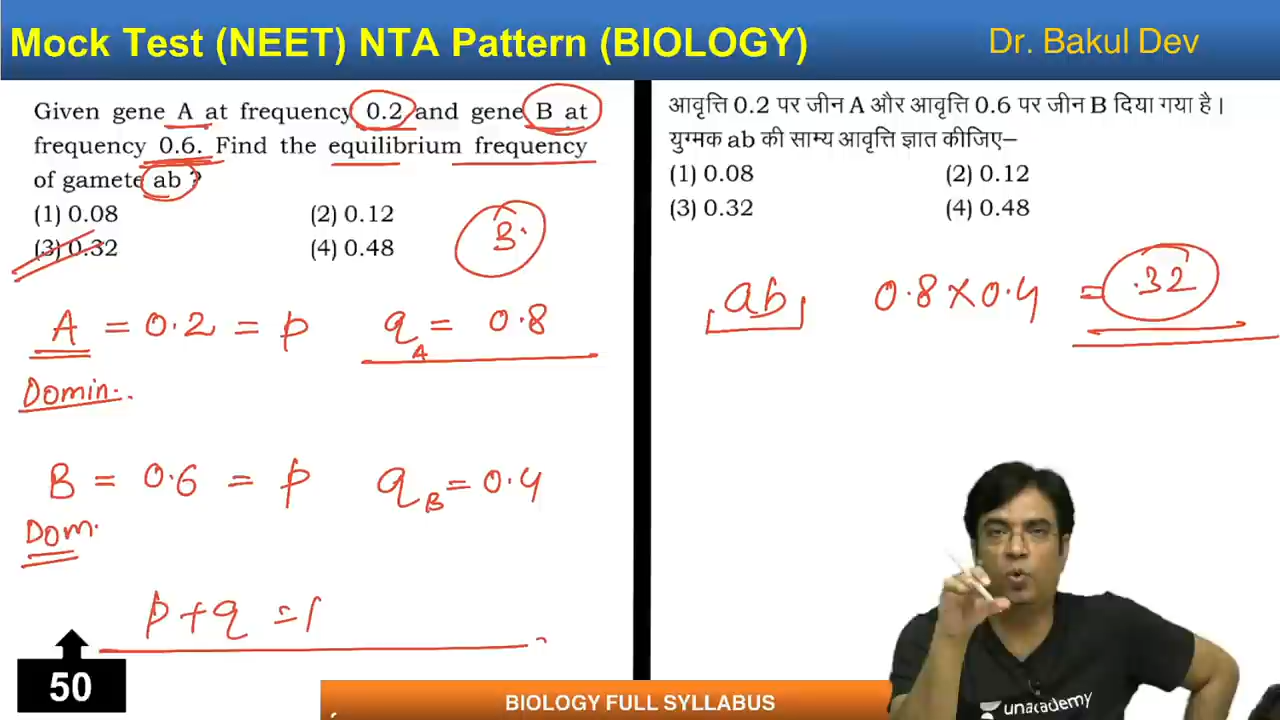 Mock Test (NEET) NTA Pattern (BIOLOGY)
Dr. Bakul Dev
Given gene A at frequency 0.2 and gene B at
frequency 0.6. Find the equilibrium frequency
of gamete ab ?
(1) 0.08 (2) 0.12
(3) 0.32 (4) 0.48
B.
A = 0.2 = p q_A = 0.8
Domin.
B = 0.6 = p q_B = 0.4
Dom.
p + q = 1
50
आवृत्ति 0.2 पर जीन A और आवृत्ति 0.6 पर जीन B दिया गया है।
युग्मक ab की साम्य आवृत्ति ज्ञात कीजिए–
(1) 0.08 (2) 0.12
(3) 0.32 (4) 0.48
ab 0.8 × 0.4 = .32
unacademy
BIOLOGY FULL SYLLABUS